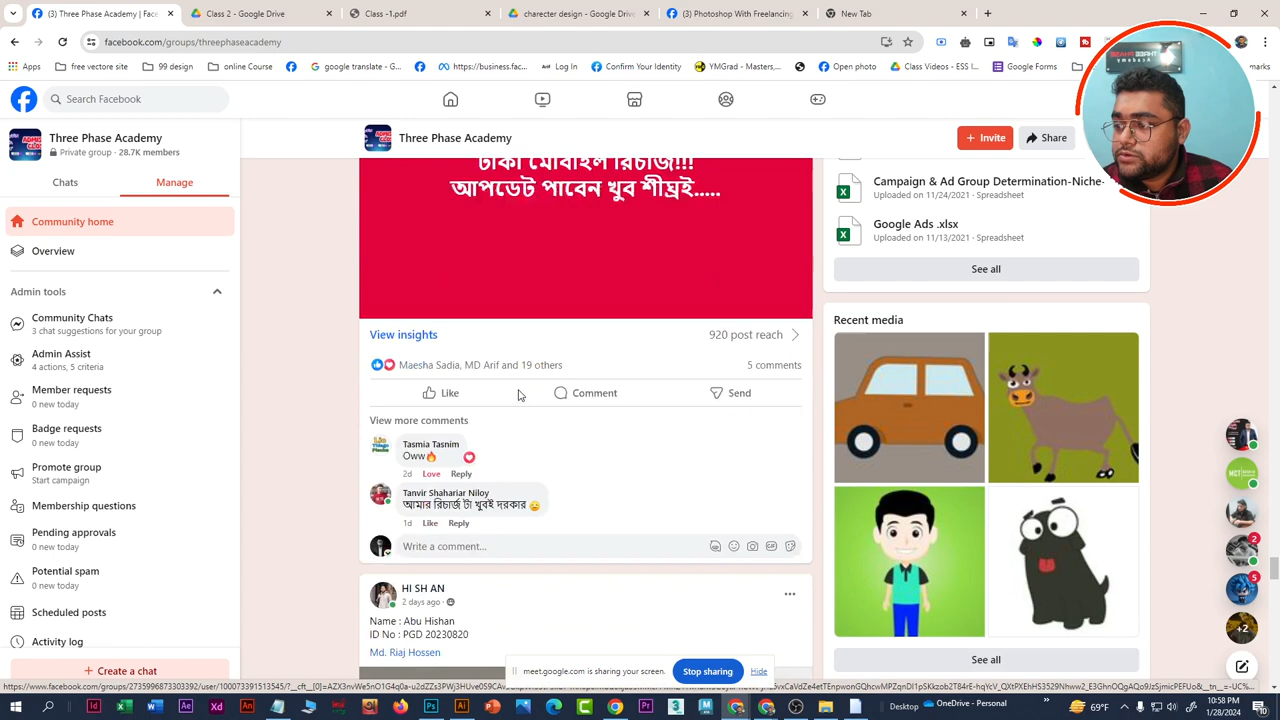 (3) Three Phase Academy | Faceb
Class 2 - Google Drive
Class -1.pdf
charecter design - Google Drive
(3) Photoshop With Freelancing
New Tab
facebook.com/groups/threephaseacademy
Apps
free vectore site
99 design
online Course
google translate - G...
business.facebook...
Log In
Confirm Your Identity
VMGrad - Masters,...
Open photo
Class Videos - ESS I...
Google Forms
Search Facebook
Three Phase Academy
Private group · 28.7K members
Chats
Manage
Community home
Overview
Admin tools
Community Chats
3 chat suggestions for your group
Admin Assist
4 actions, 5 criteria
Member requests
0 new today
Badge requests
0 new today
Promote group
Start campaign
Membership questions
Pending approvals
0 new today
Potential spam
0 new today
Scheduled posts
Activity log
+ Create a chat
Three Phase Academy
+ Invite
Share
টাকা মোবাইল রিচার্জ!!!
আপডেট পাবেন খুব শীঘ্রই.....
View insights
920 post reach
Maesha Sadia, MD Arif and 19 others
5 comments
Like
Comment
Send
View more comments
Tasmia Tasnim
Oww🔥
2d Love Reply
Tanvir Shahariar Niloy
আমার রিচার্জ টা খুবই দরকার
1d Like Reply
Write a comment...
HI SH AN
2 days ago ·
Name : Abu Hishan
ID No : PGD 20230820
Md. Riaj Hossen
Campaign & Ad Group Determination-Niche-
Uploaded on 11/24/2021 · Spreadsheet
Google Ads .xlsx
Uploaded on 11/13/2021 · Spreadsheet
See all
Recent media
See all
2
5
+2
meet.google.com is sharing your screen.
Stop sharing
Hide
Desktop
OneDrive - Personal
69°F
10:58 PM
1/28/2024